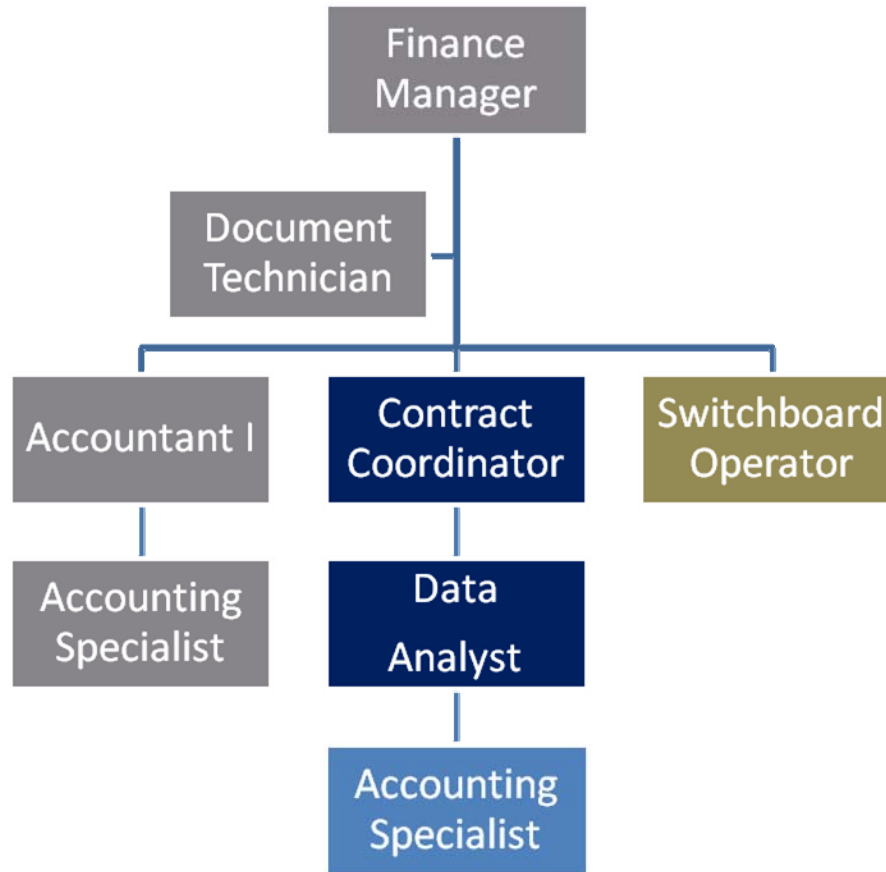 Finance
Manager
Document
Technician
Accountant I
Contract
Coordinator
Switchboard
Operator
Accounting
Specialist
Data
Analyst
Accounting
Specialist